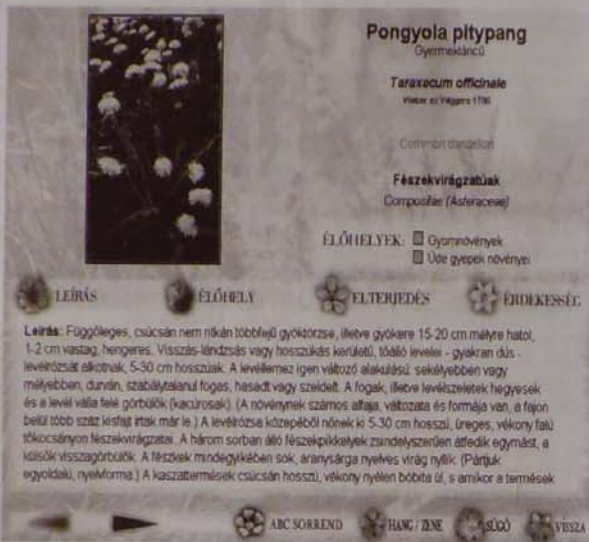 Pongyola pitypang
Gyermekláncú
Taraxacum officinale
Weber ex Wiggers 1780
Common dandelion
Fészekvirágzatúak
Compositae (Asteraceae)
ÉLŐHELYEK: Gyomnövények
Üde gyepek növényei
LEÍRÁS ÉLŐHELY ELTERJEDÉS ÉRDEKESSÉG
Leírás: Függőleges, csúcsán nem ritkán többfejű gyöktörzse, illetve gyökere 15-20 cm mélyre hatol,
1-2 cm vastag, hengeres. Visszás-lándzsás vagy hosszúkás kerületű, tőálló levelei - gyakran dús -
levélrózsát alkotnak, 5-30 cm hosszúak. A levéllemez igen változó alakulású: sekélyebben vagy
mélyebben, durván, szabálytalanul fogas, hasadt vagy szeldelt. A fogak, illetve levélszeletek hegyesek
és a levél válla felé görbülők (kacúrosak). (A növénynek számos alfaja, változata és formája van, a fajon
belül több száz kisfajt írtak már le.) A levélrózsa közepéből nőnek ki 5-30 cm hosszú, üreges, vékony falú
tőkocsányon fészekvirágzatai. A három sorban álló fészekpikkelyek zsindelyszerűen átfedik egymást, a
külsők visszagörbülők. A fészkek mindegyikében sok, aranysárga nyelves virág nyílik. (Pártjuk
egyoldalú, nyelvforma.) A kaszattermések csúcsán hosszú, vékony nyélen bóbita ül, s amikor a termések
ABC SORREND HANG / ZENE SÚGÓ VISSZA